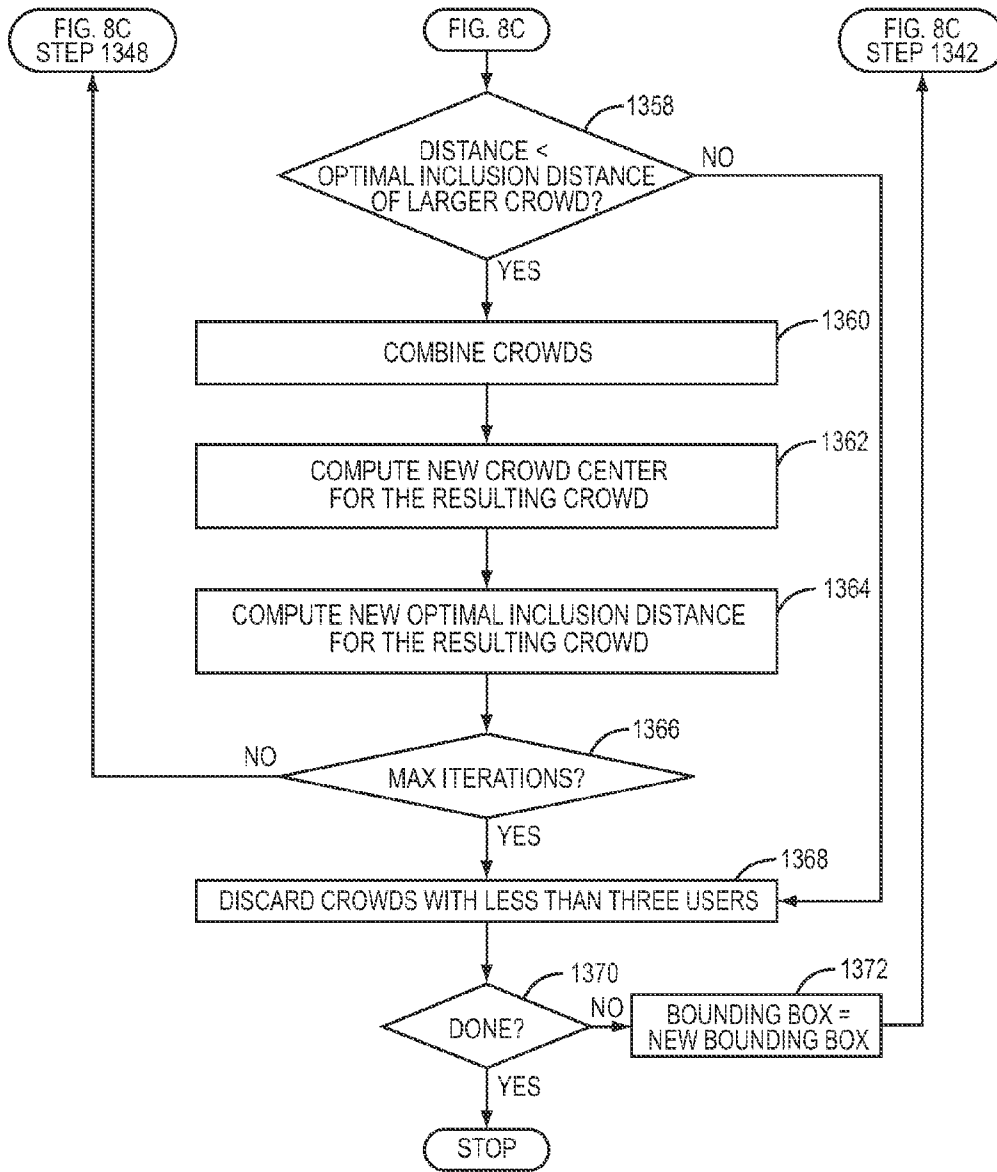 FIG. 8C
STEP 1348
FIG. 8C
FIG. 8C
STEP 1342
1358
DISTANCE <
OPTIMAL INCLUSION DISTANCE
OF LARGER CROWD?
NO
YES
1360
COMBINE CROWDS
1362
COMPUTE NEW CROWD CENTER
FOR THE RESULTING CROWD
1364
COMPUTE NEW OPTIMAL INCLUSION DISTANCE
FOR THE RESULTING CROWD
1366
NO
MAX ITERATIONS?
YES
1368
DISCARD CROWDS WITH LESS THAN THREE USERS
1370
1372
DONE?
NO
BOUNDING BOX =
NEW BOUNDING BOX
YES
STOP